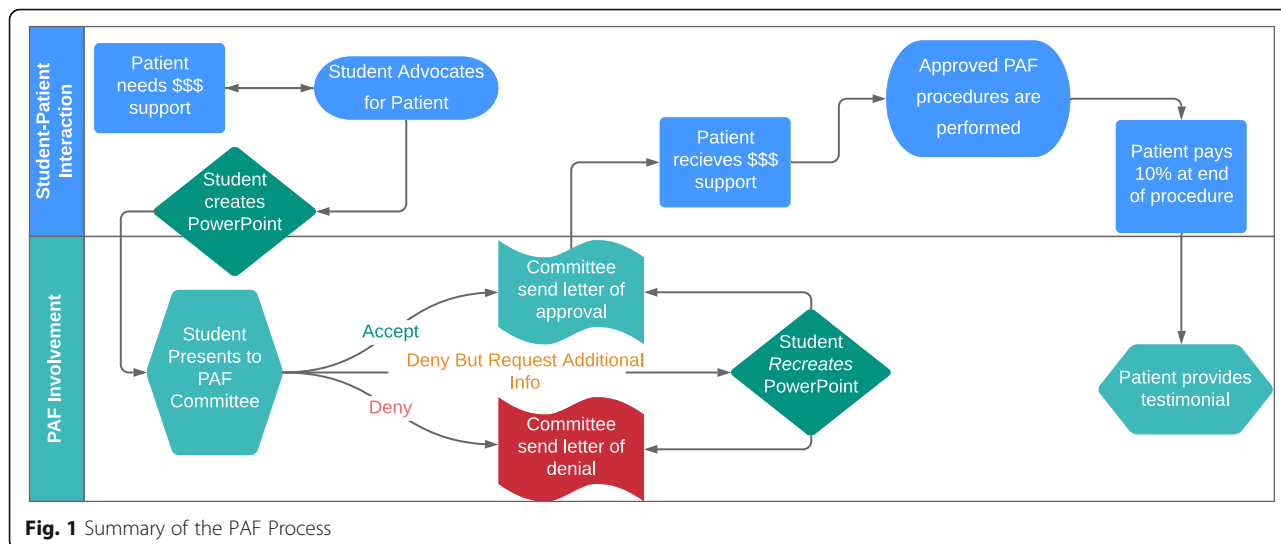 Student-Patient
Interaction
Patient
needs $$$
support
Student Advocates
for Patient
Student
creates
PowerPoint
Patient
recieves $$$
support
Approved PAF
procedures are
performed
Patient pays
10% at end
of procedure
PAF Involvement
Student
Presents to
PAF
Committee
Accept
Deny But Request Additional
Info
Deny
Committee
send letter of
approval
Committee
send letter of
denial
Student
Recreates
PowerPoint
Patient provides
testimonial
Fig. 1 Summary of the PAF Process